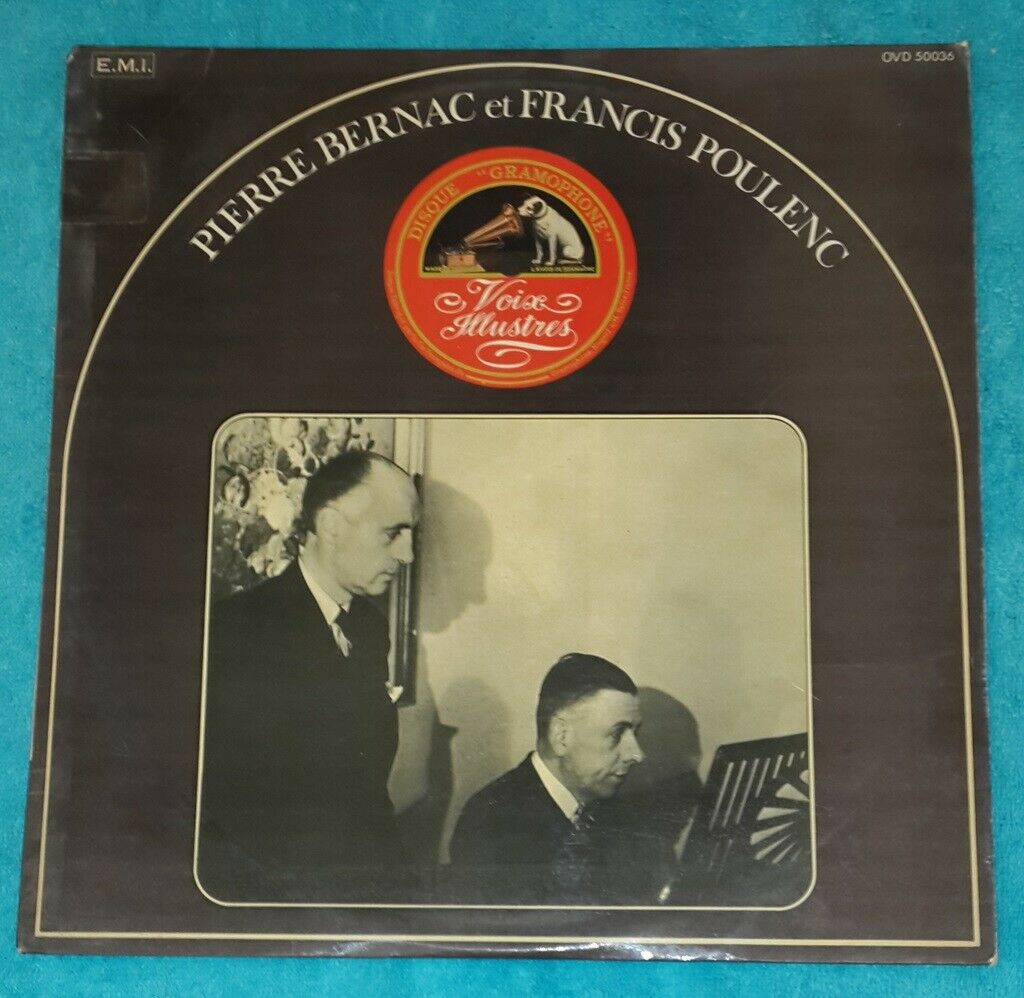 E.M.I.
OVD 50036
PIERRE BERNAC et FRANCIS POULENC
DISQUE "GRAMOPHONE"
Voix
Illustres